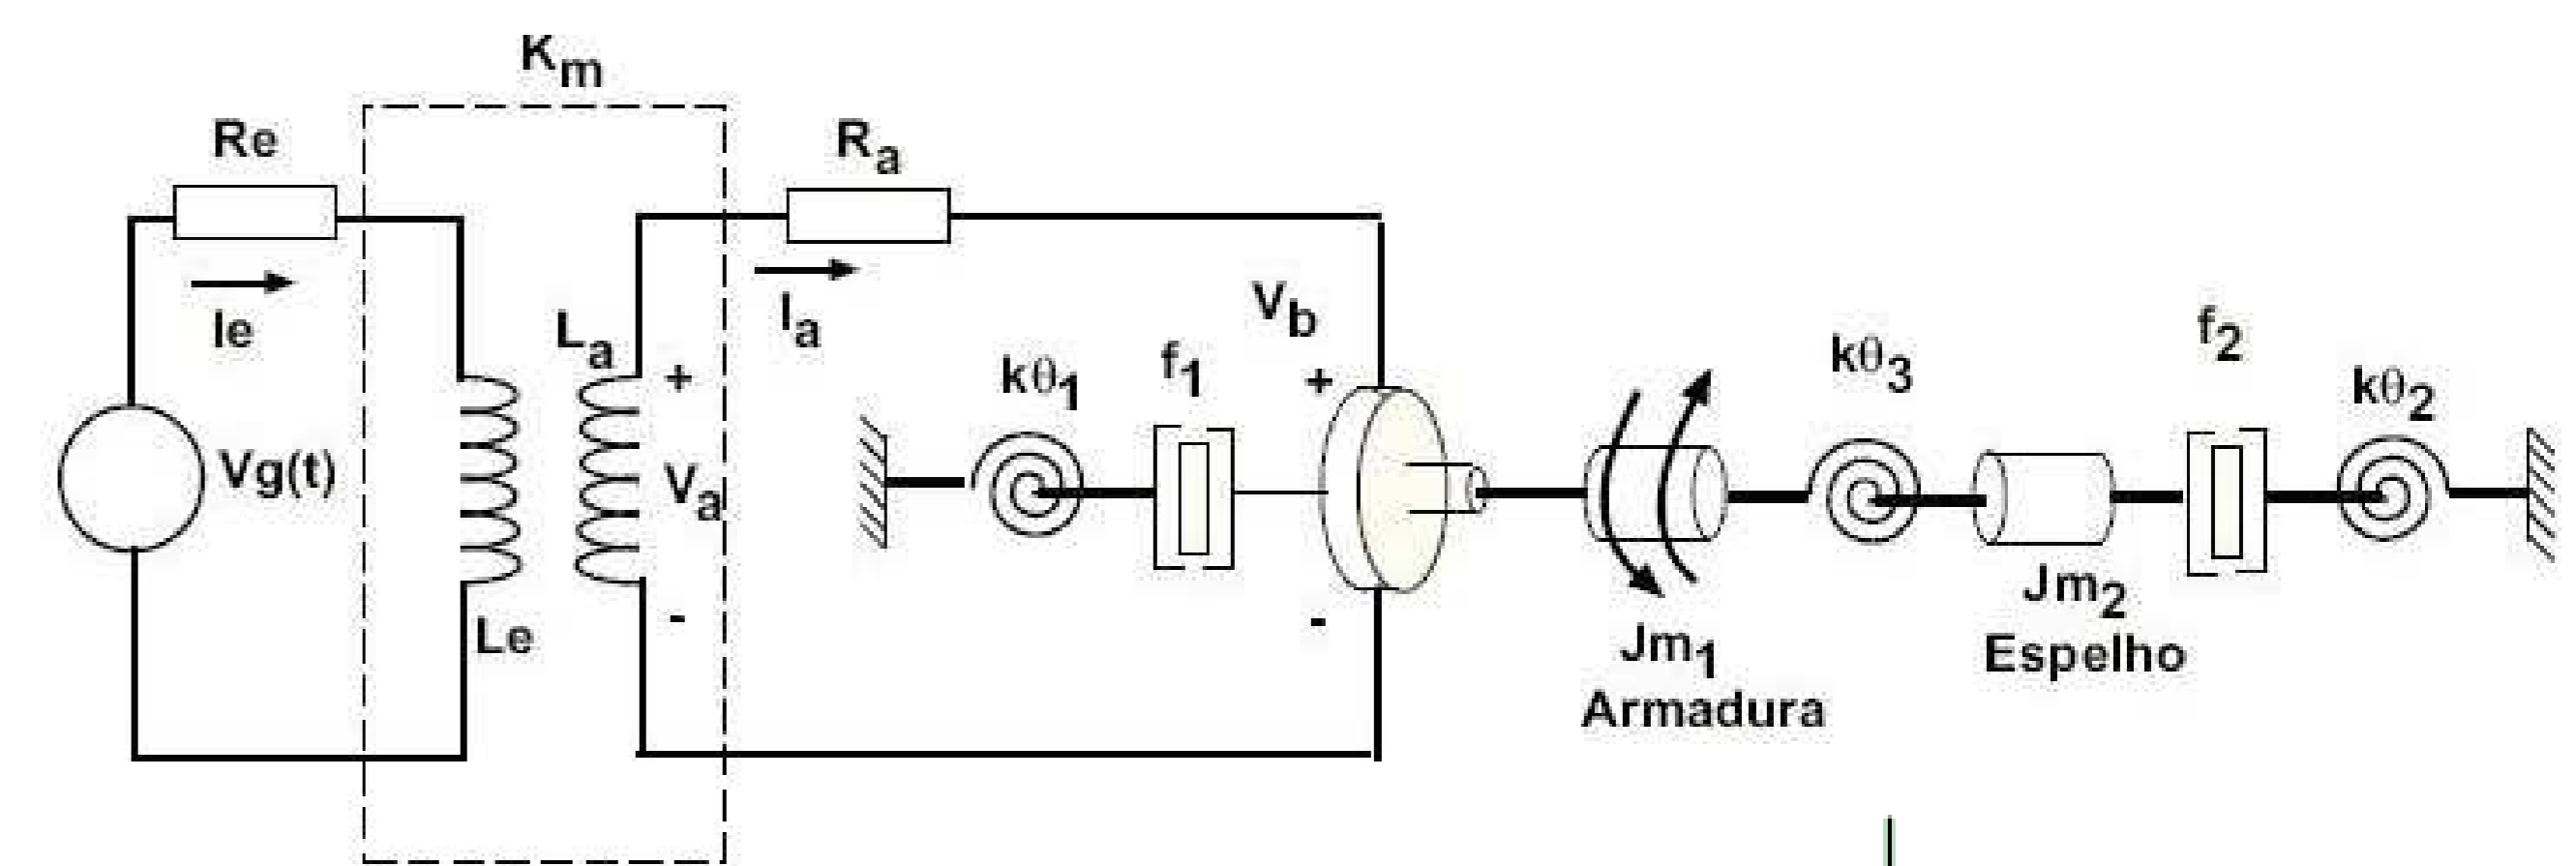 Km
Re
Ra
Ie
La
Ia
Vb
+
+
Vg(t)
Va
kθ1
f1
kθ3
f2
kθ2
-
-
Le
Jm1
Armadura
Jm2
Espelho